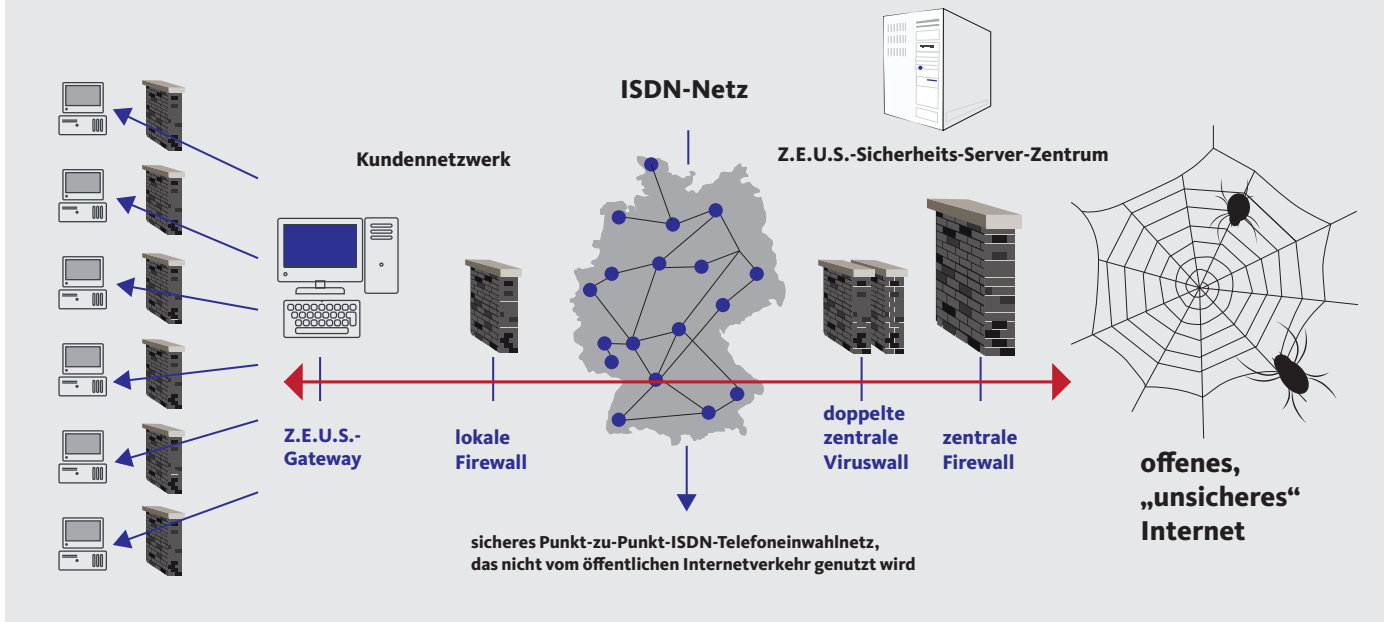 ISDN-Netz
Kundennetzwerk
Z.E.U.S.-Sicherheits-Server-Zentrum
Z.E.U.S.-
Gateway
lokale
Firewall
doppelte
zentrale
Viruswall
zentrale
Firewall
offenes,
„unsicheres“
Internet
sicheres Punkt-zu-Punkt-ISDN-Telefoneinwahlnetz,
das nicht vom öffentlichen Internetverkehr genutzt wird